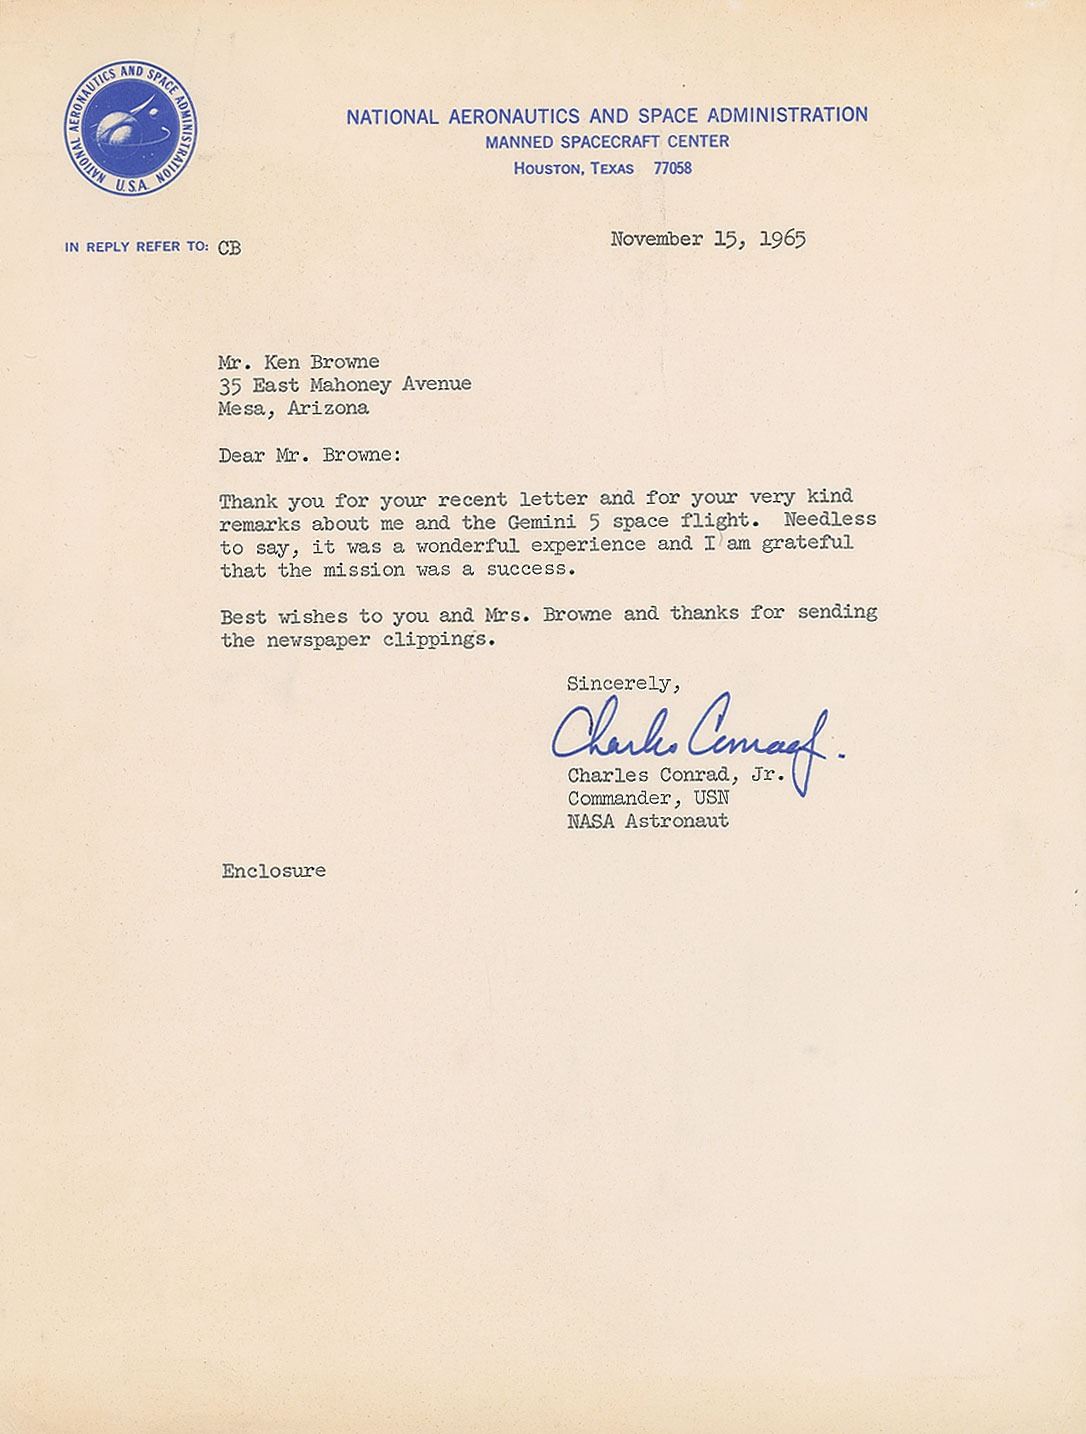 NATIONAL AERONAUTICS AND SPACE ADMINISTRATION
U.S.A.
NATIONAL AERONAUTICS AND SPACE ADMINISTRATION
MANNED SPACECRAFT CENTER
HOUSTON, TEXAS 77058
IN REPLY REFER TO: CB
November 15, 1965
Mr. Ken Browne
35 East Mahoney Avenue
Mesa, Arizona
Dear Mr. Browne:
Thank you for your recent letter and for your very kind
remarks about me and the Gemini 5 space flight. Needless
to say, it was a wonderful experience and I am grateful
that the mission was a success.
Best wishes to you and Mrs. Browne and thanks for sending
the newspaper clippings.
Sincerely,
Charles Conrad Jr.
Charles Conrad, Jr.
Commander, USN
NASA Astronaut
Enclosure